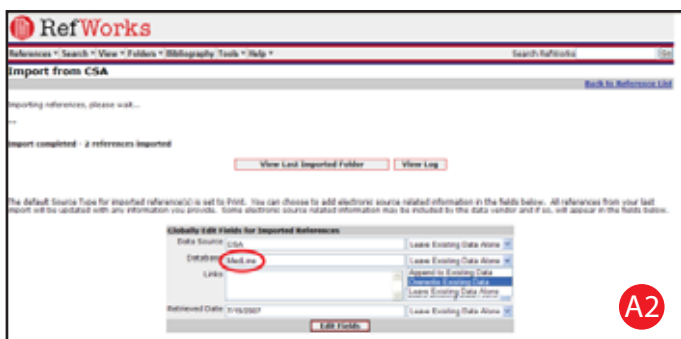 RefWorks
References Search View Folders Bibliography Tools Help Search RefWorks Go
Import from CSA
Back to Reference List
Importing references, please wait...
Import completed - 2 references imported
View Last Imported Folder View Log
The default Source Type for imported reference(s) is set to Print. You can choose to add electronic source related information in the fields below. All references from your last
import will be updated with any information you provide. Some electronic source related information may be included by the data vendor and if so, will appear in the fields below.
Globally Edit Fields for Imported References
Data Source CSA Leave Existing Data Alone
Database MedLine Leave Existing Data Alone
Links Append to Existing Data
Overwrite Existing Data
Leave Existing Data Alone
Retrieved Date Leave Existing Data Alone
Edit Fields
A2